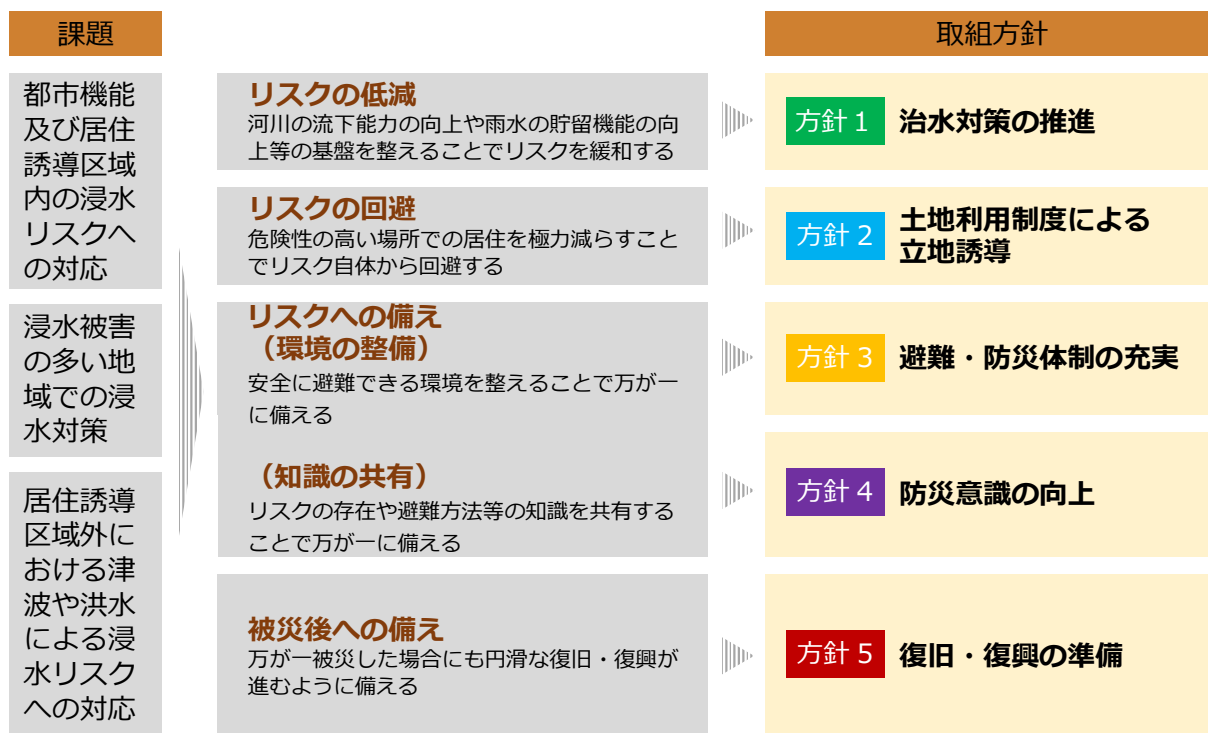 課題
取組方針
都市機能
及び居住
誘導区域
内の浸水
リスクへ
の対応
浸水被害
の多い地
域での浸
水対策
居住誘導
区域外に
おける津
波や洪水
による浸
水リスク
への対応
リスクの低減
河川の流下能力の向上や雨水の貯留機能の向
上等の基盤を整えることでリスクを緩和する
方針1 治水対策の推進
リスクの回避
危険性の高い場所での居住を極力減らすこと
でリスク自体から回避する
方針2 土地利用制度による
立地誘導
リスクへの備え
（環境の整備）
安全に避難できる環境を整えることで万が一
に備える
方針3 避難・防災体制の充実
（知識の共有）
リスクの存在や避難方法等の知識を共有する
ことで万が一に備える
方針4 防災意識の向上
被災後への備え
万が一被災した場合にも円滑な復旧・復興が
進むように備える
方針5 復旧・復興の準備